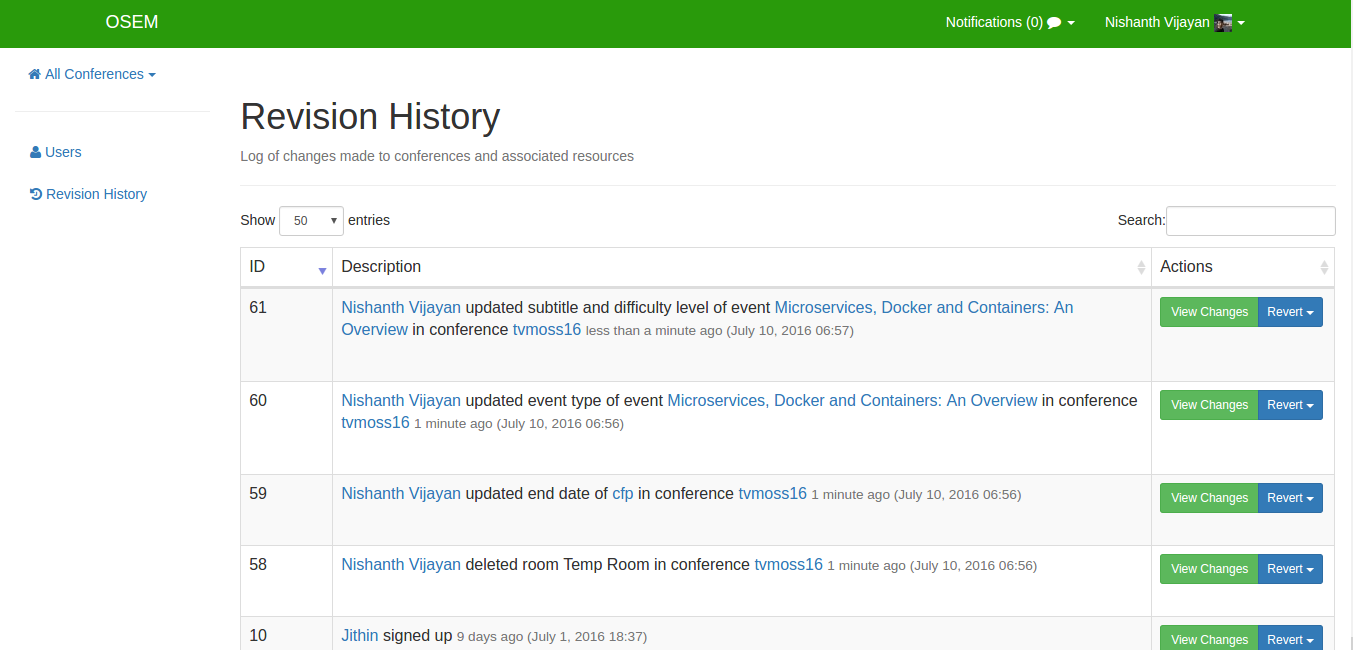 OSEM
Notifications (0)
Nishanth Vijayan
All Conferences
Users
Revision History
Revision History
Log of changes made to conferences and associated resources
Show 50 entries
Search:
ID Description Actions
61 Nishanth Vijayan updated subtitle and difficulty level of event Microservices, Docker and Containers: An View Changes Revert
Overview in conference tvmoss16 less than a minute ago (July 10, 2016 06:57)
60 Nishanth Vijayan updated event type of event Microservices, Docker and Containers: An Overview in conference View Changes Revert
tvmoss16 1 minute ago (July 10, 2016 06:56)
59 Nishanth Vijayan updated end date of cfp in conference tvmoss16 1 minute ago (July 10, 2016 06:56) View Changes Revert
58 Nishanth Vijayan deleted room Temp Room in conference tvmoss16 1 minute ago (July 10, 2016 06:56) View Changes Revert
10 Jithin signed up 9 days ago (July 1, 2016 18:37) View Changes Revert